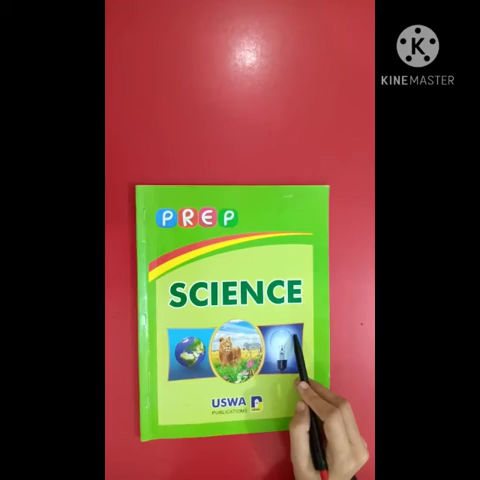 KINEMASTER
PREP
SCIENCE
USWA
PUBLICATIONS